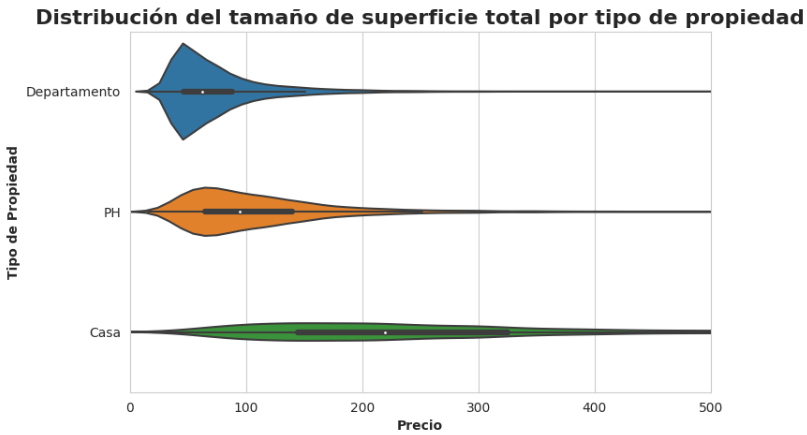 Distribución del tamaño de superficie total por tipo de propiedad
Tipo de Propiedad
Departamento
PH
Casa
0 100 200 300 400 500
Precio